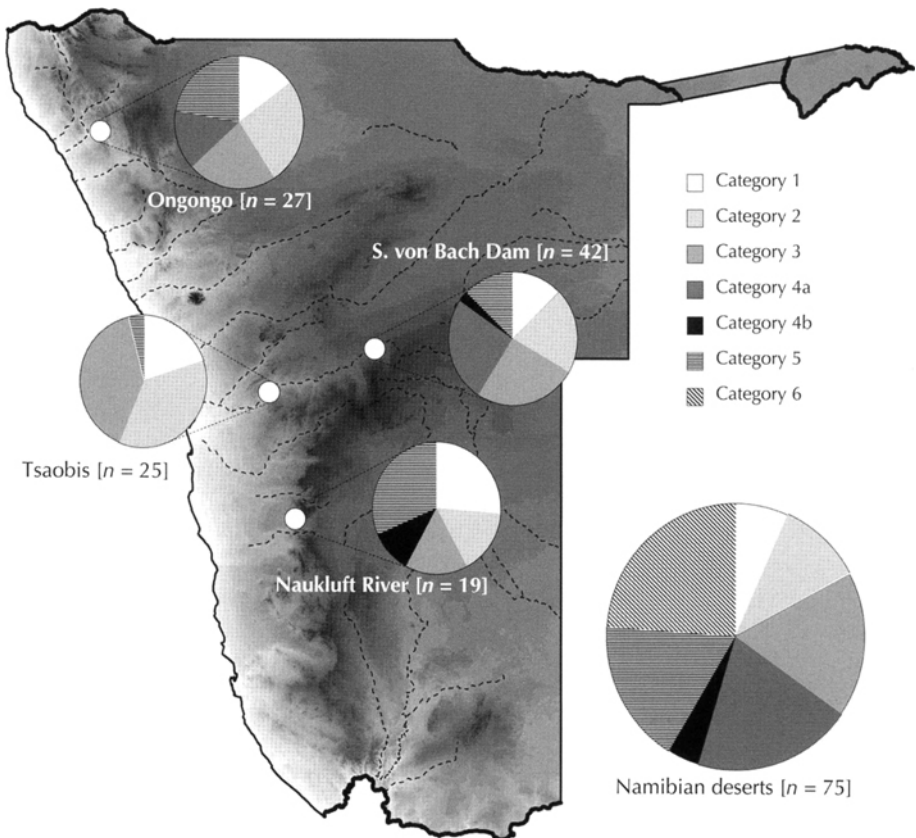 Ongongo [n = 27]
S. von Bach Dam [n = 42]
Tsaobis [n = 25]
Naukluft River [n = 19]
Category 1
Category 2
Category 3
Category 4a
Category 4b
Category 5
Category 6
Namibian deserts [n = 75]